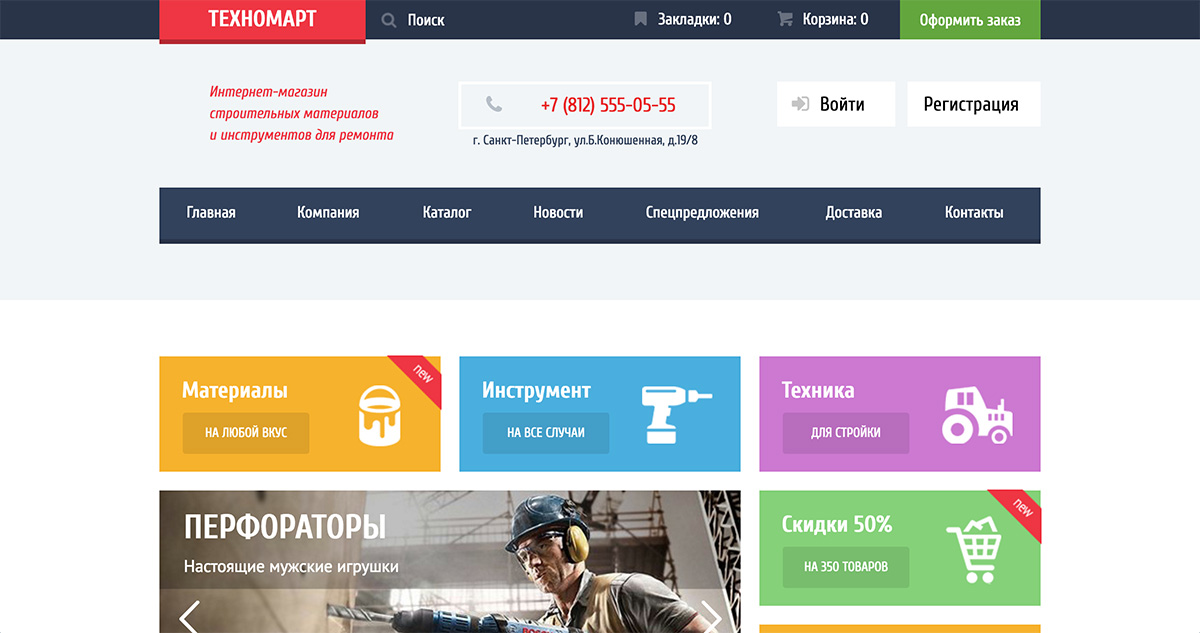 ТЕХНОМАРТ
Поиск
Закладки: 0
Корзина: 0
Оформить заказ
Интернет-магазин
строительных материалов
и инструментов для ремонта
+7 (812) 555-05-55
г. Санкт-Петербург, ул.Б.Конюшенная, д.19/8
Войти
Регистрация
Главная
Компания
Каталог
Новости
Спецпредложения
Доставка
Контакты
Материалы
new
НА ЛЮБОЙ ВКУС
Инструмент
НА ВСЕ СЛУЧАИ
Техника
ДЛЯ СТРОЙКИ
ПЕРФОРАТОРЫ
Настоящие мужские игрушки
Скидки 50%
new
НА 350 ТОВАРОВ